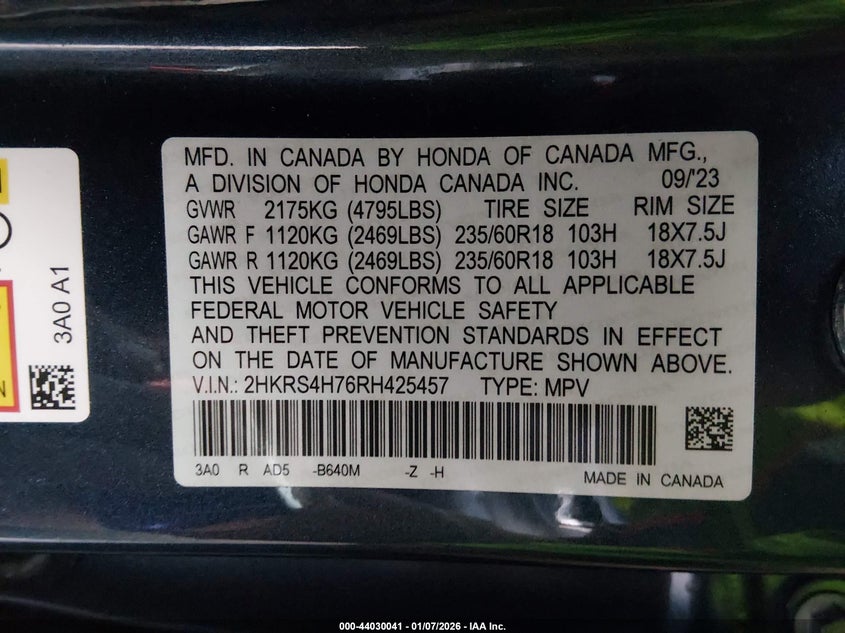 MFD. IN CANADA BY HONDA OF CANADA MFG.,
A DIVISION OF HONDA CANADA INC. 09/'23
GVWR 2175KG (4795LBS) TIRE SIZE RIM SIZE
GAWR F 1120KG (2469LBS) 235/60R18 103H 18X7.5J
GAWR R 1120KG (2469LBS) 235/60R18 103H 18X7.5J
THIS VEHICLE CONFORMS TO ALL APPLICABLE
FEDERAL MOTOR VEHICLE SAFETY
AND THEFT PREVENTION STANDARDS IN EFFECT
ON THE DATE OF MANUFACTURE SHOWN ABOVE.
V.I.N.: 2HKRS4H76RH425457 TYPE: MPV
3A0 R AD5 -B640M -Z -H
MADE IN CANADA
3A0 A1
000-44030041 - 01/07/2026 - IAA Inc.